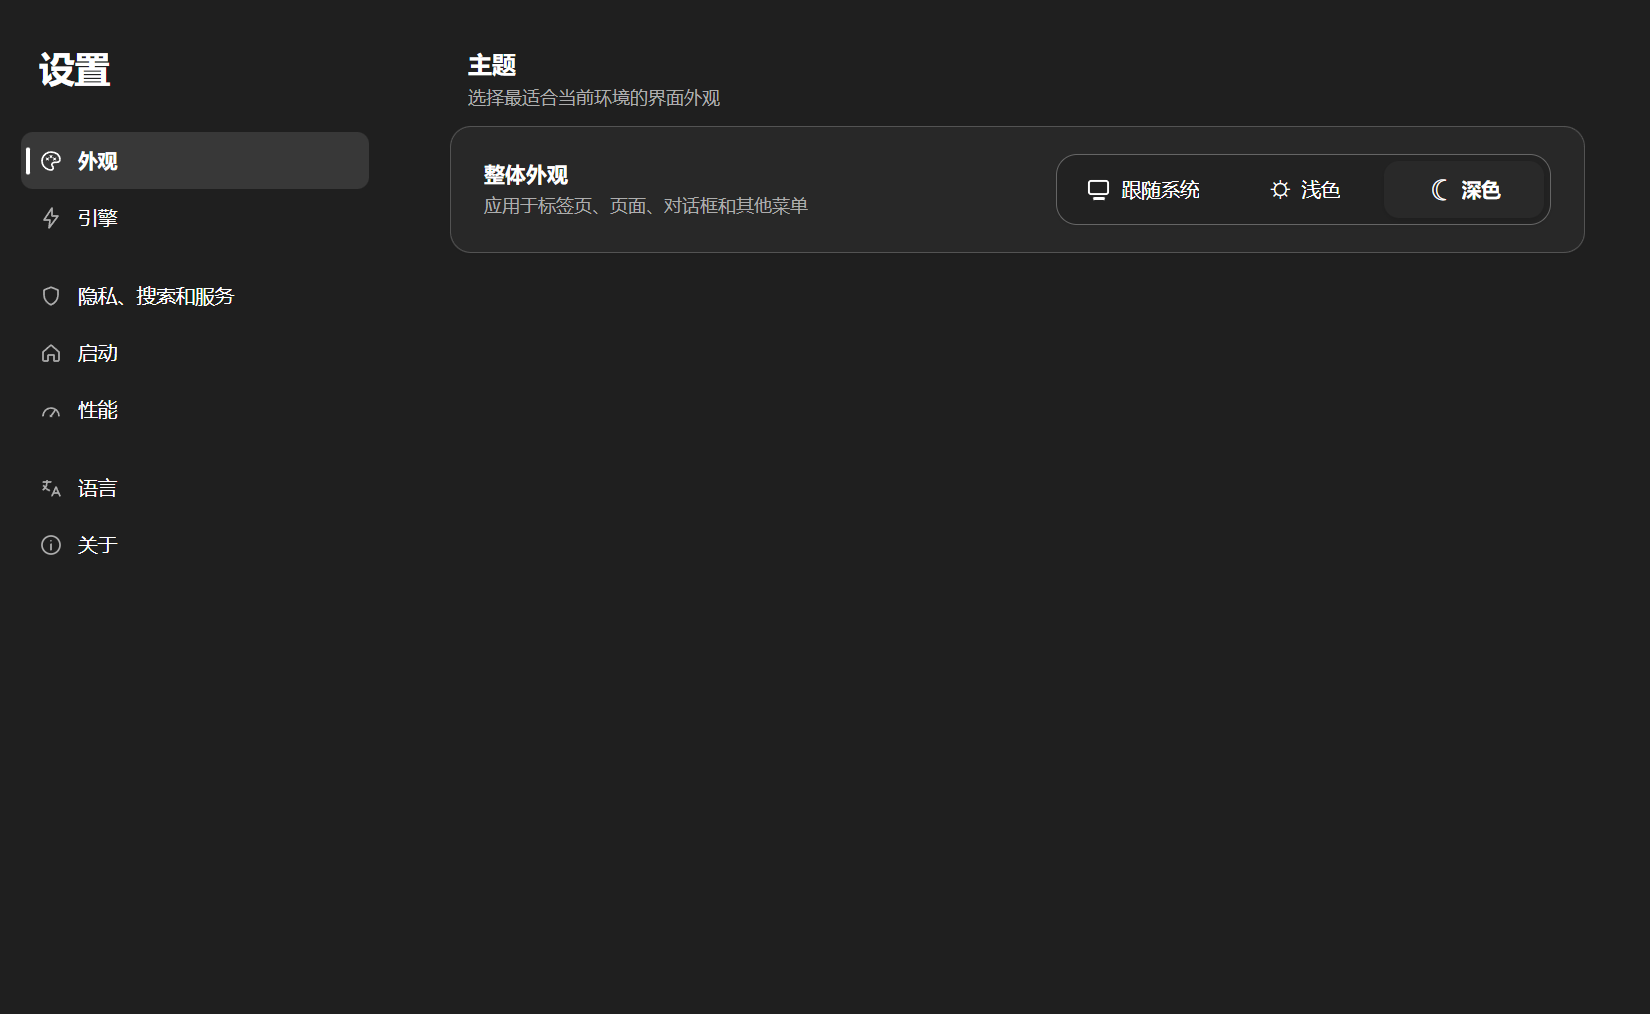 设置
外观
引擎
隐私、搜索和服务
启动
性能
语言
关于
主题
选择最适合当前环境的界面外观
整体外观
应用于标签页、页面、对话框和其他菜单
跟随系统
浅色
深色